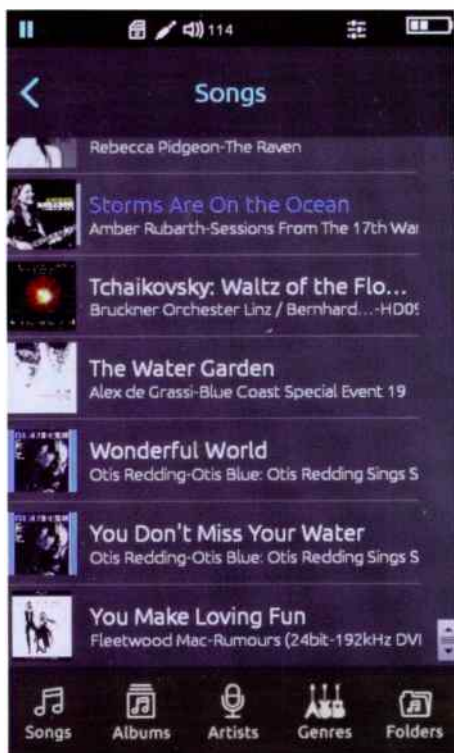 114
Songs
Rebecca Pidgeon-The Raven
Storms Are On the Ocean
Amber Rubarth-Sessions From The 17th War
Tchaikovsky: Waltz of the Flo...
Bruckner Orchester Linz / Bernhard...-HD09
The Water Garden
Alex de Grassi-Blue Coast Special Event 19
Wonderful World
Otis Redding-Otis Blue: Otis Redding Sings S
You Don't Miss Your Water
Otis Redding-Otis Blue: Otis Redding Sings S
You Make Loving Fun
Fleetwood Mac-Rumours (24bit-192kHz DVD
Songs
Albums
Artists
Genres
Folders